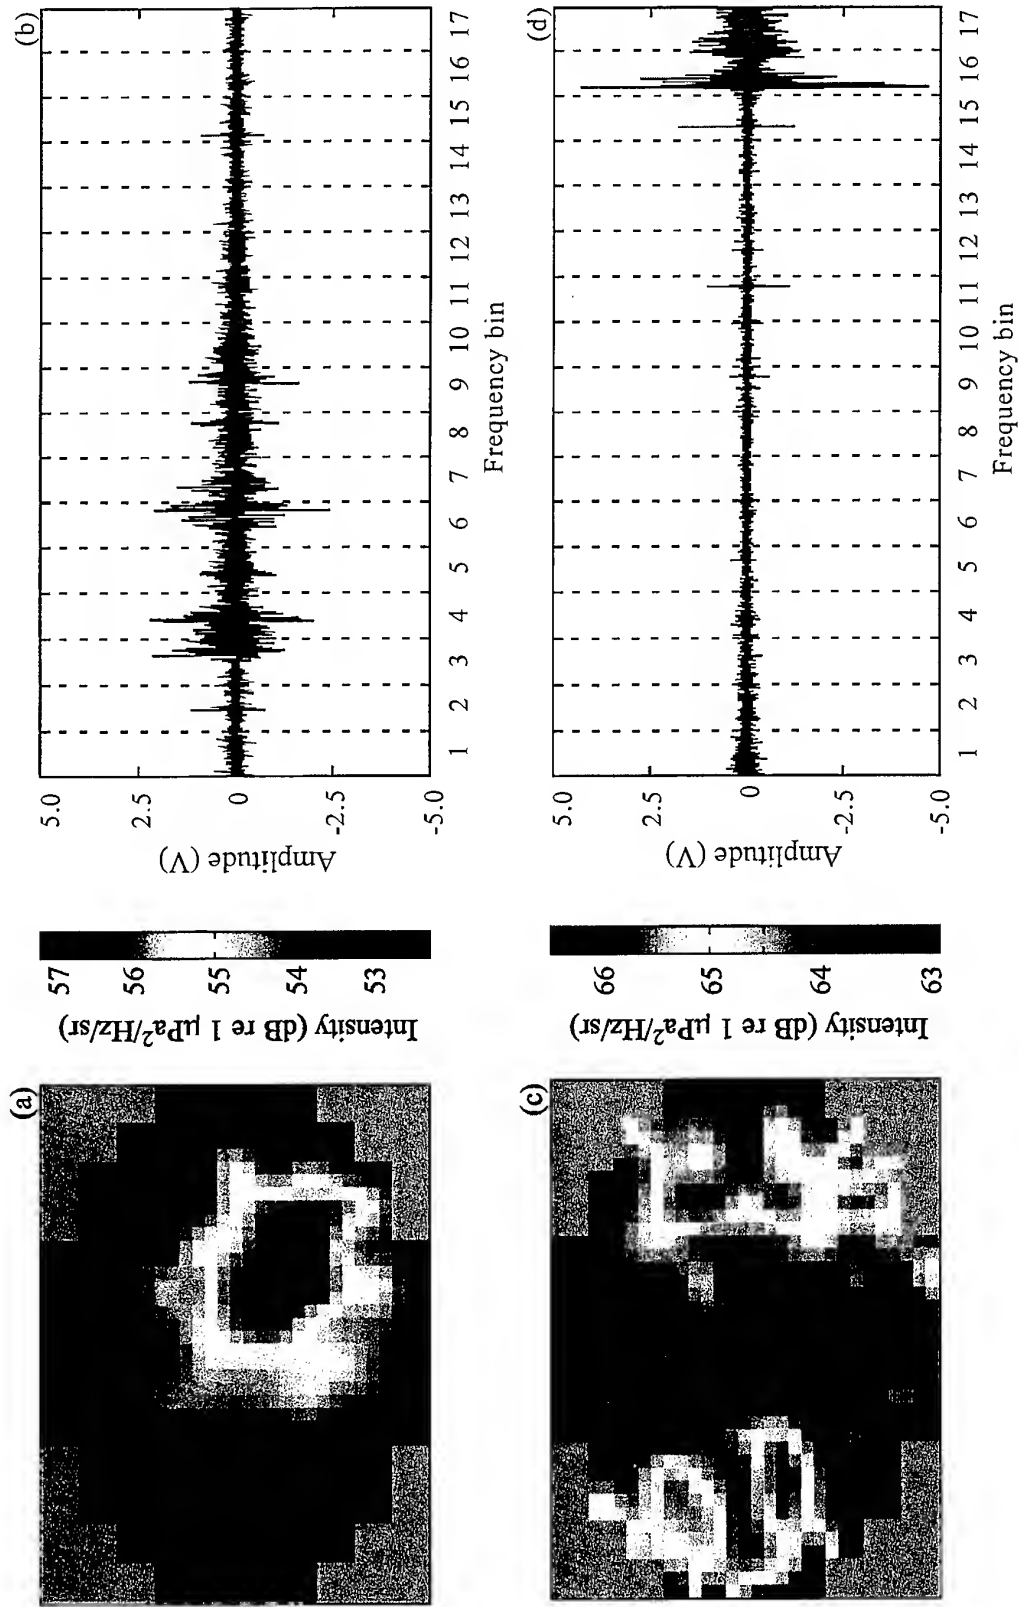 (a)
Intensity (dB re 1 μPa²/Hz/sr)
57
56
55
54
53
(b)
Amplitude (V)
5.0
2.5
0
-2.5
-5.0
1 2 3 4 5 6 7 8 9 10 11 12 13 14 15 16 17
Frequency bin
(c)
Intensity (dB re 1 μPa²/Hz/sr)
66
65
64
63
(d)
Amplitude (V)
5.0
2.5
0
-2.5
-5.0
1 2 3 4 5 6 7 8 9 10 11 12 13 14 15 16 17
Frequency bin